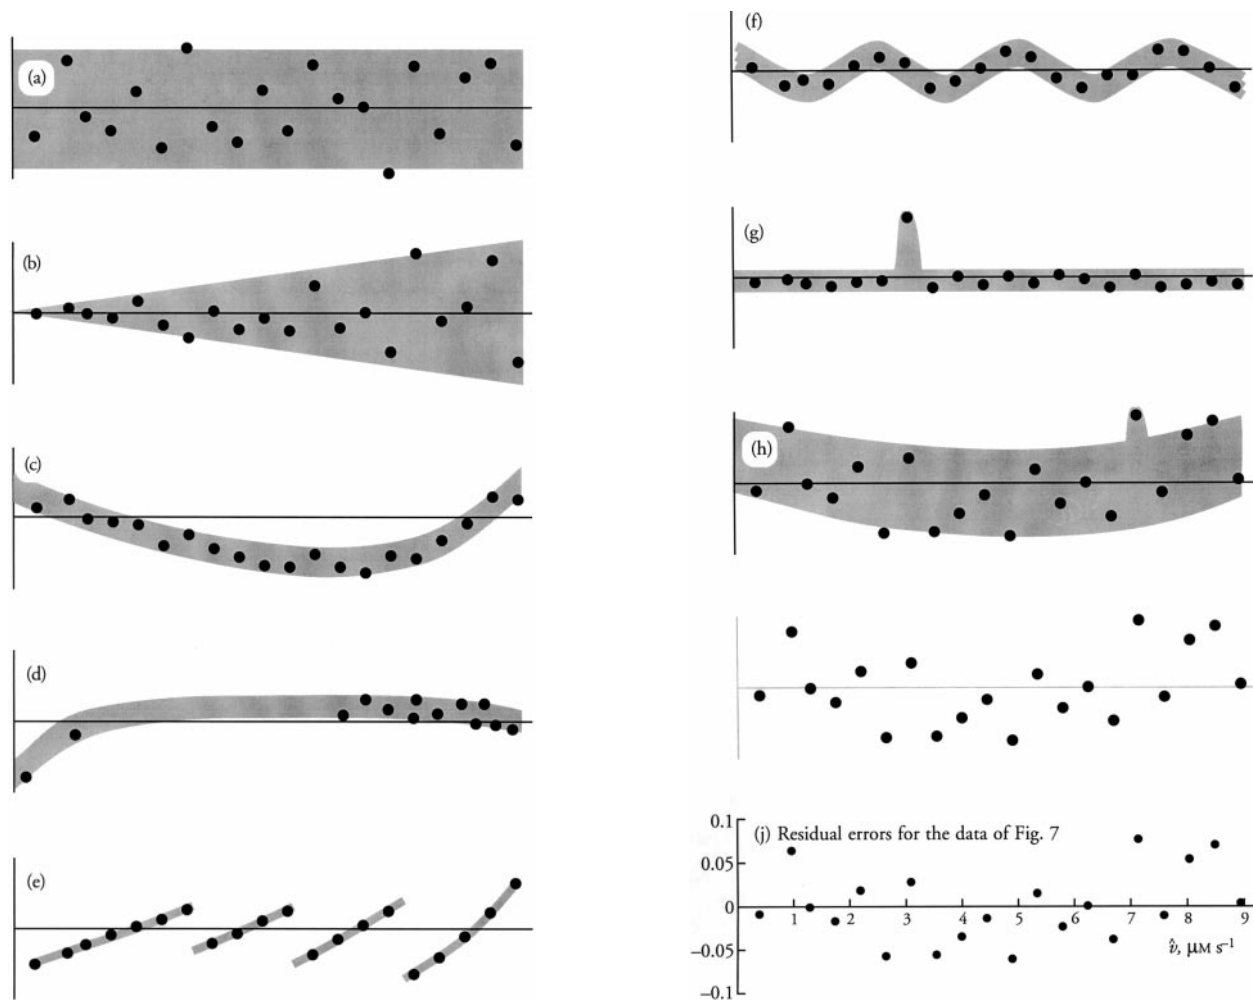 (a)
(b)
(c)
(d)
(e)
(f)
(g)
(h)
0.1
(j) Residual errors for the data of Fig. 7
0.05
0
1 2 3 4 5 6 7 8 9
−0.05
v̂, μM s⁻¹
−0.1